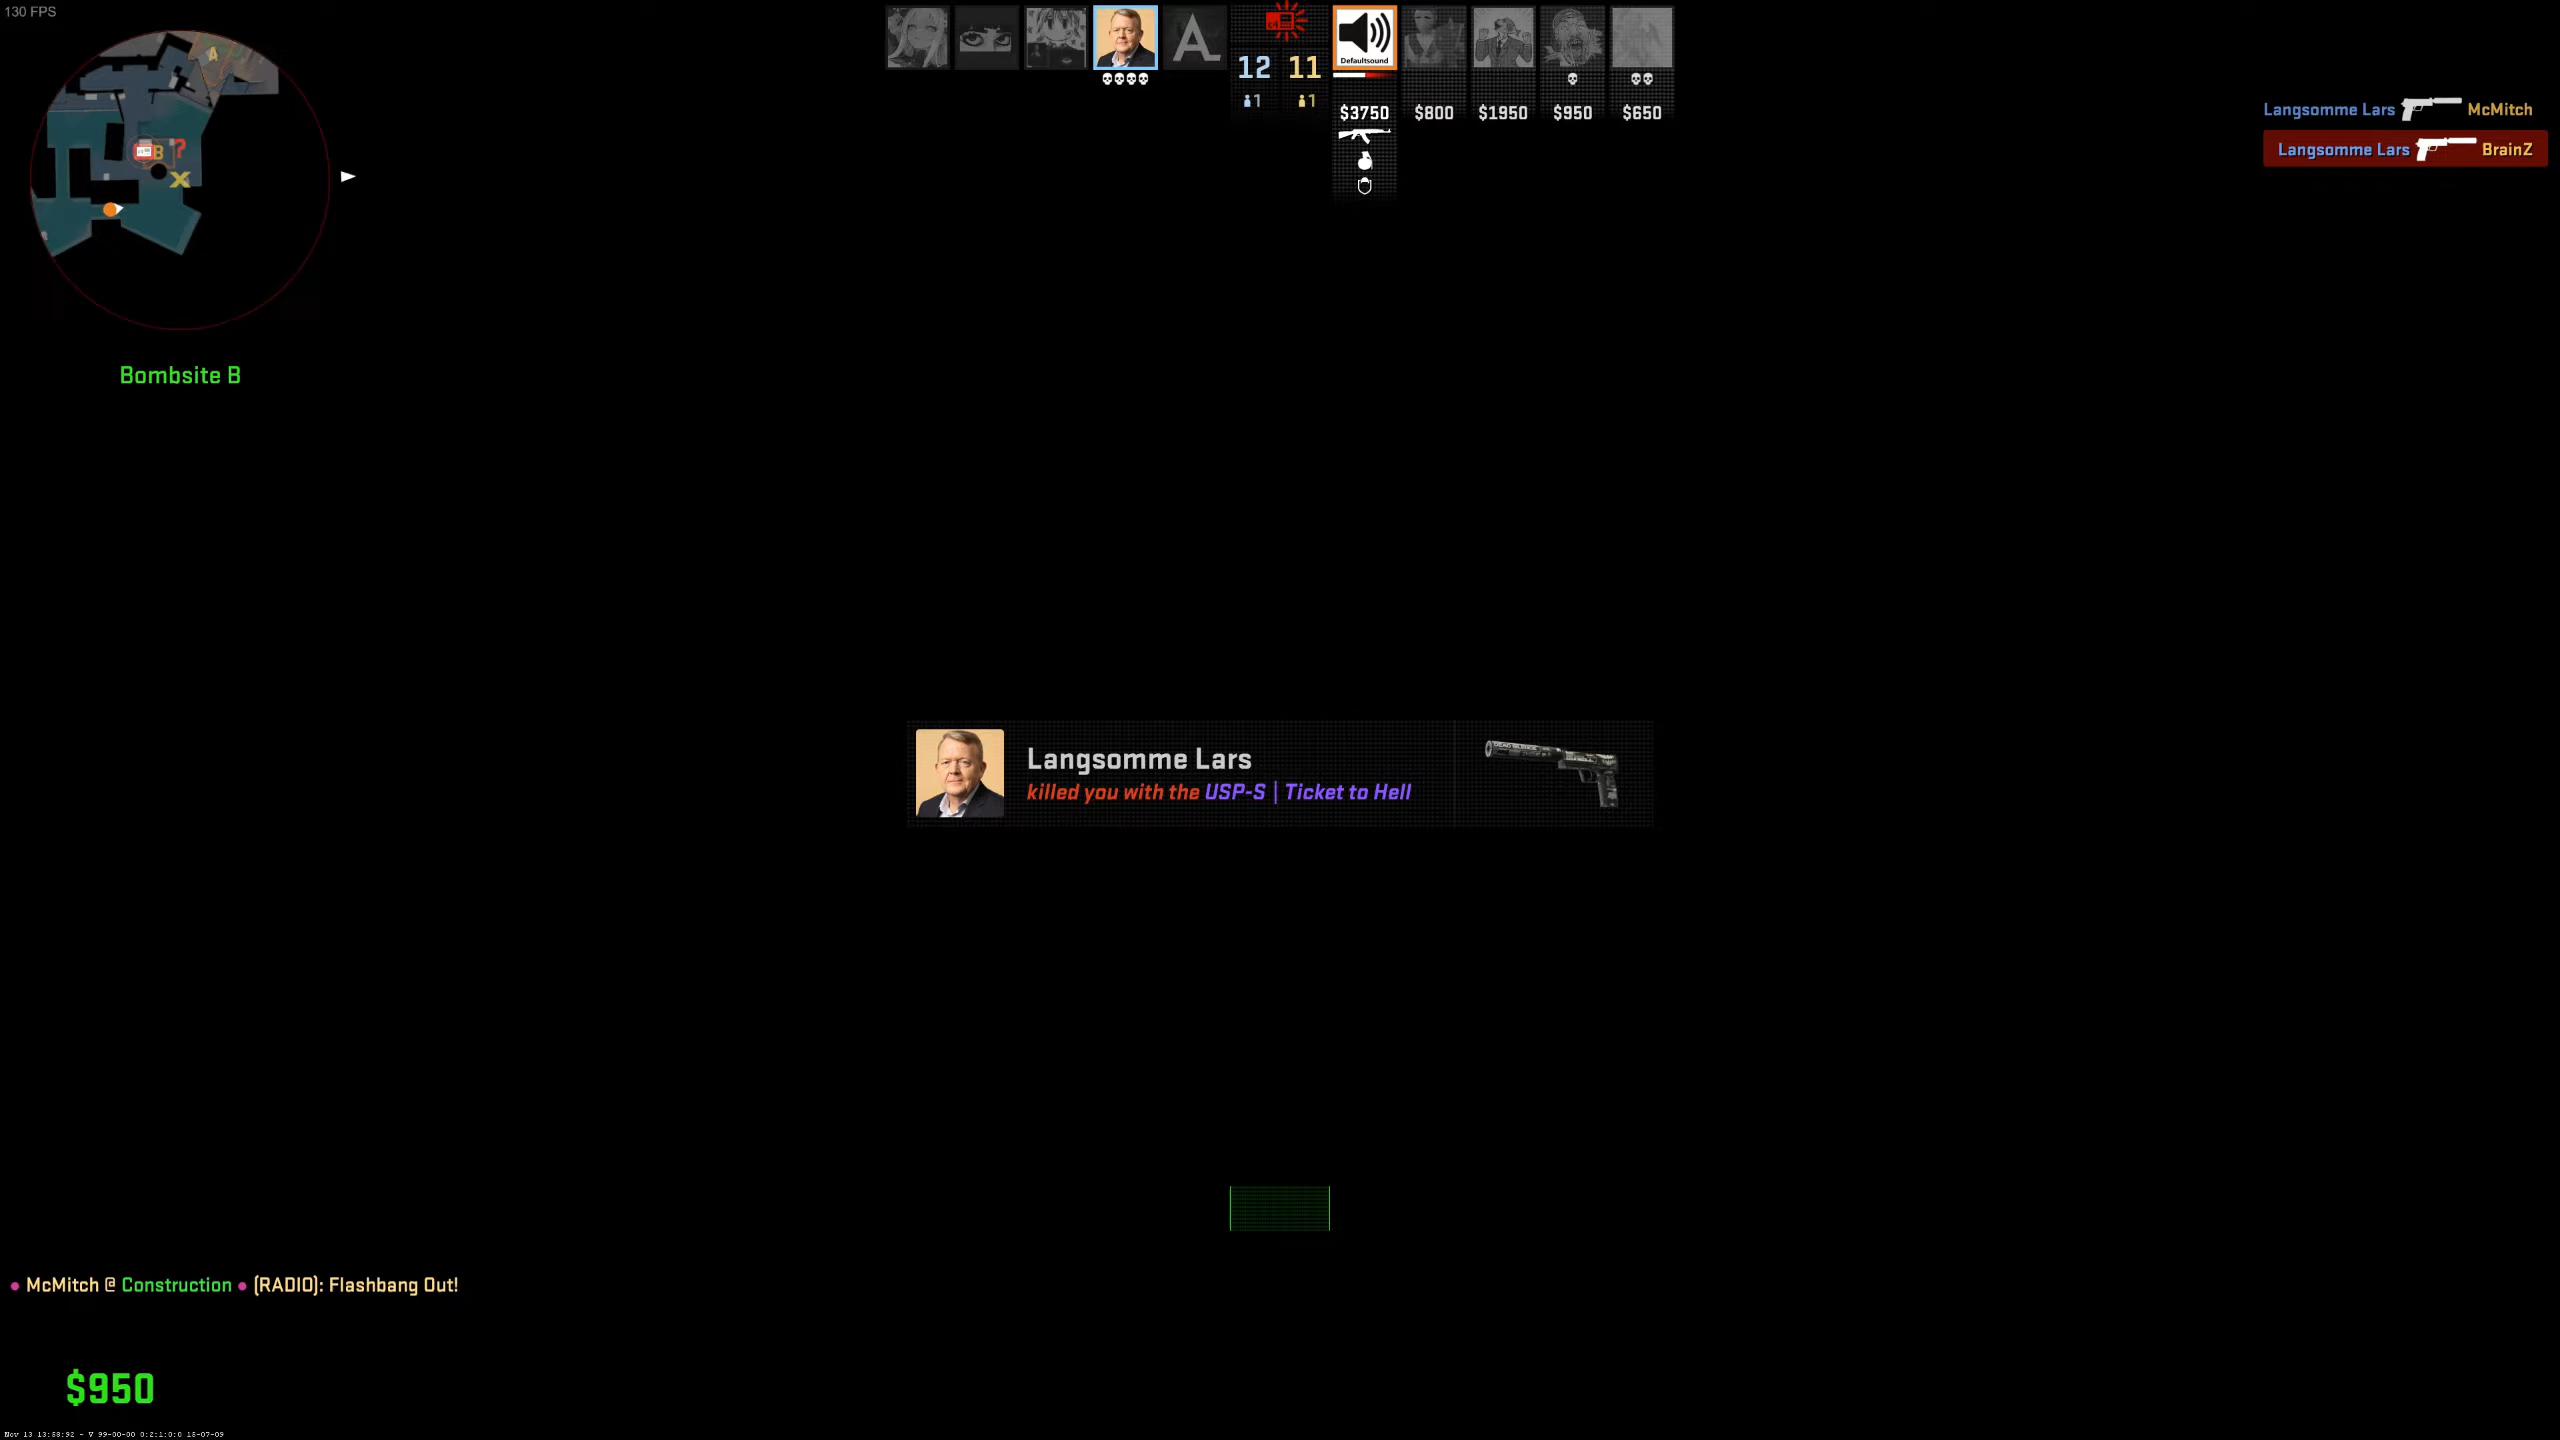 130 FPS
A
B
?
X
Bombsite B
A
12
11
1
1
Defaultsound
$3750
$800
$1950
$950
$650
Langsomme Lars McMitch
Langsomme Lars BrainZ
Langsomme Lars
killed you with the USP-S | Ticket to Hell
McMitch @ Construction • (RADIO): Flashbang Out!
$950